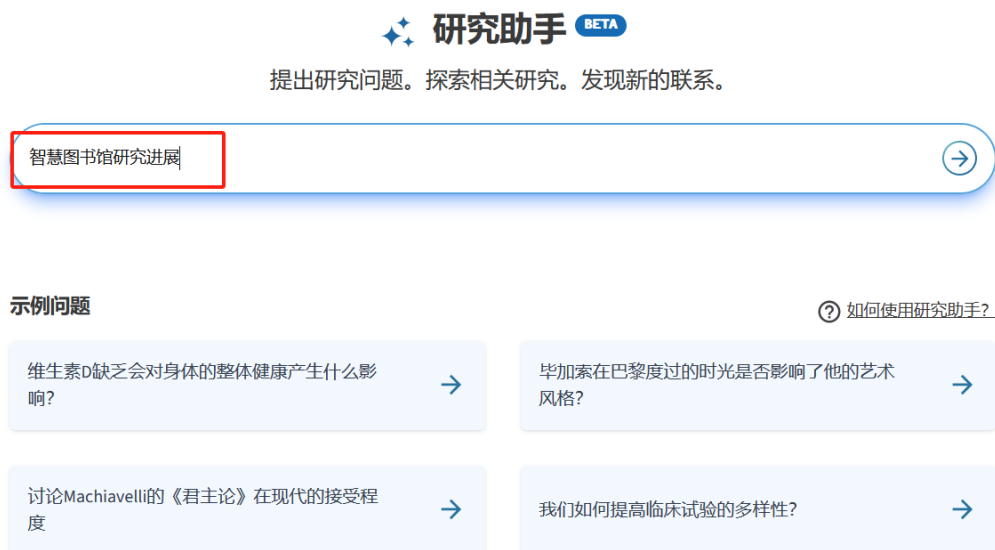 研究助手 BETA
提出研究问题。探索相关研究。发现新的联系。
智慧图书馆研究进展
示例问题
如何使用研究助手?
维生素D缺乏会对身体的整体健康产生什么影
响?
毕加索在巴黎度过的时光是否影响了他的艺术
风格?
讨论Machiavelli的《君主论》在现代的接受程
度
我们如何提高临床试验的多样性?